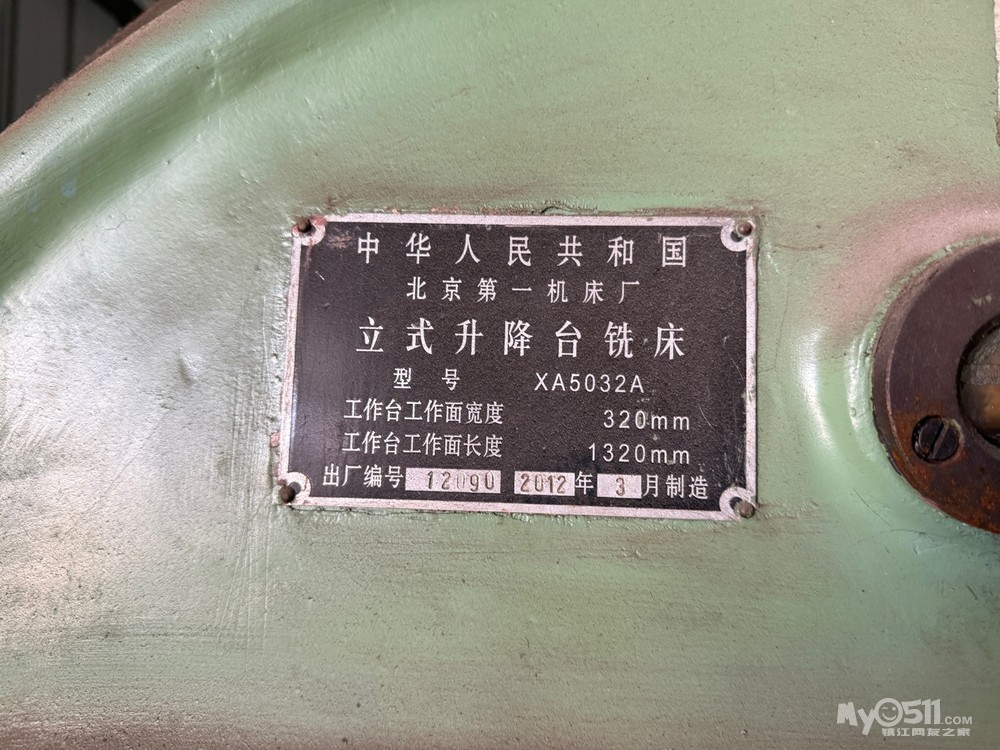 中华人民共和国
北京第一机床厂
立式升降台铣床
型号 XA5032A
工作台工作面宽度 320mm
工作台工作面长度 1320mm
出厂编号 12090 2012年 3月制造
My0511.COM
镇江网友之家